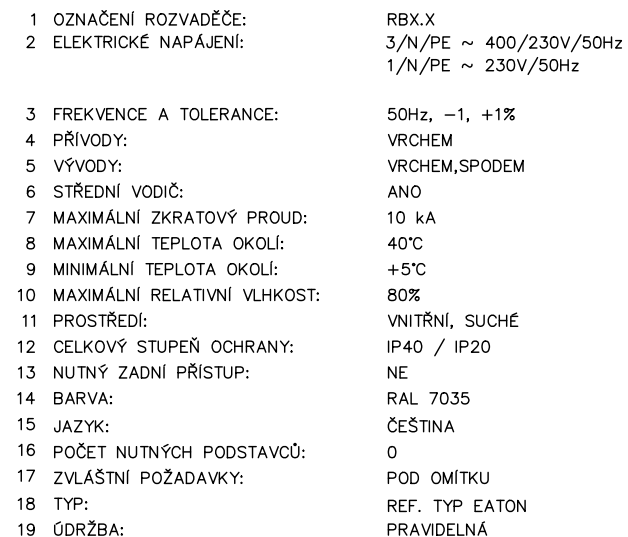 1 OZNAČENÍ ROZVADĚČE: RBX.X
2 ELEKTRICKÉ NAPÁJENÍ: 3/N/PE ~ 400/230V/50Hz
1/N/PE ~ 230V/50Hz
3 FREKVENCE A TOLERANCE: 50Hz, −1, +1%
4 PŘÍVODY: VRCHEM
5 VÝVODY: VRCHEM,SPODEM
6 STŘEDNÍ VODIČ: ANO
7 MAXIMÁLNÍ ZKRATOVÝ PROUD: 10 kA
8 MAXIMÁLNÍ TEPLOTA OKOLÍ: 40°C
9 MINIMÁLNÍ TEPLOTA OKOLÍ: +5°C
10 MAXIMÁLNÍ RELATIVNÍ VLHKOST: 80%
11 PROSTŘEDÍ: VNITŘNÍ, SUCHÉ
12 CELKOVÝ STUPEŇ OCHRANY: IP40 / IP20
13 NUTNÝ ZADNÍ PŘÍSTUP: NE
14 BARVA: RAL 7035
15 JAZYK: ČEŠTINA
16 POČET NUTNÝCH PODSTAVCŮ: 0
17 ZVLÁŠTNÍ POŽADAVKY: POD OMÍTKU
18 TYP: REF. TYP EATON
19 ÚDRŽBA: PRAVIDELNÁ